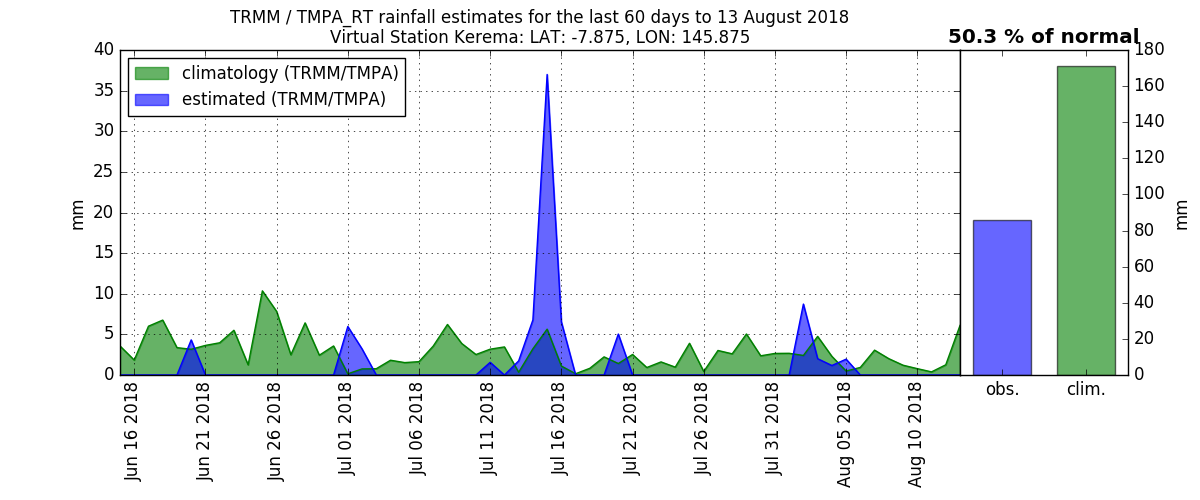 TRMM / TMPA_RT rainfall estimates for the last 60 days to 13 August 2018
Virtual Station Kerema: LAT: -7.875, LON: 145.875
50.3 % of normal
climatology (TRMM/TMPA)
estimated (TRMM/TMPA)
40
35
30
25
20
15
10
5
0
mm
Jun 16 2018
Jun 21 2018
Jun 26 2018
Jul 01 2018
Jul 06 2018
Jul 11 2018
Jul 16 2018
Jul 21 2018
Jul 26 2018
Jul 31 2018
Aug 05 2018
Aug 10 2018
obs.
clim.
180
160
140
120
100
80
60
40
20
0
mm